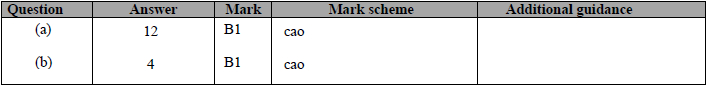 Question Answer Mark Mark scheme Additional guidance
(a) 12 B1 cao
(b) 4 B1 cao